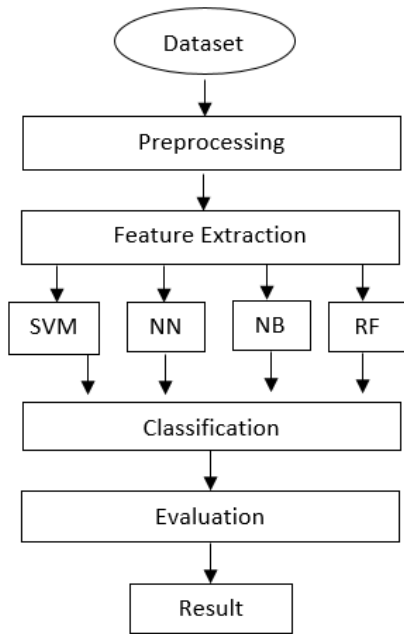 Dataset
Preprocessing
Feature Extraction
SVM
NN
NB
RF
Classification
Evaluation
Result